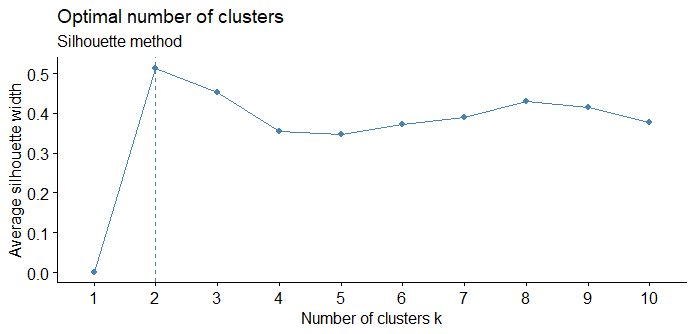 Optimal number of clusters
Silhouette method
Average silhouette width
0.5
0.4
0.3
0.2
0.1
0.0
1 2 3 4 5 6 7 8 9 10
Number of clusters k